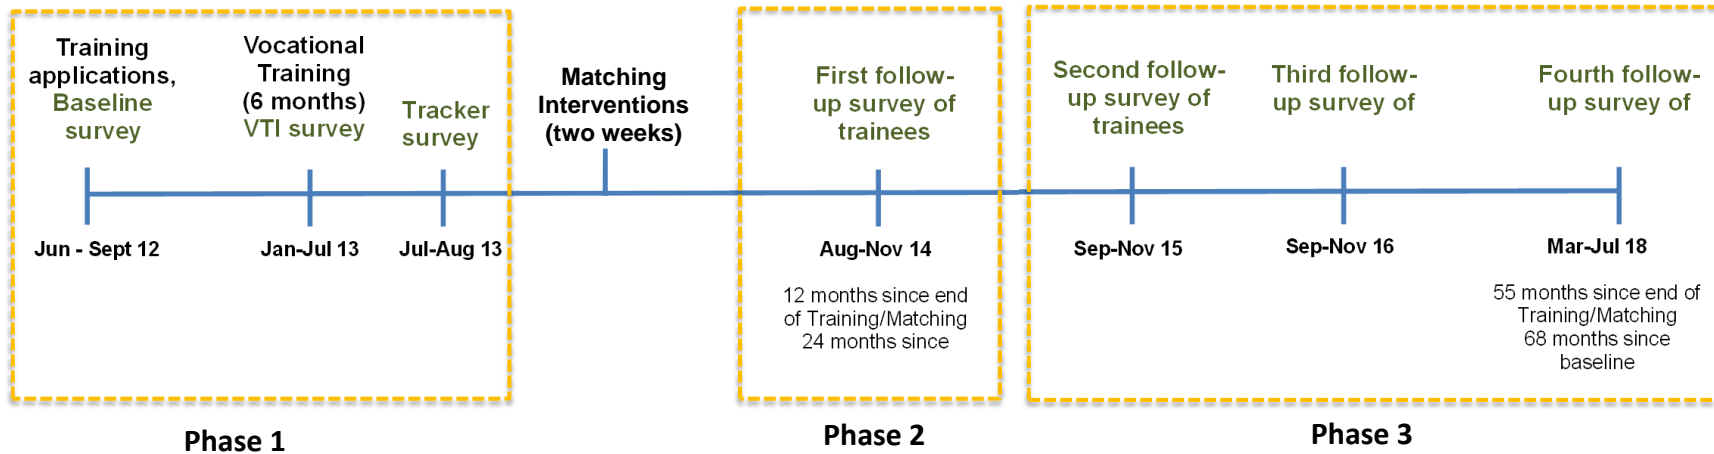 Training
applications,
Baseline
survey
Jun - Sept 12
Vocational
Training
(6 months)
VTI survey
Jan-Jul 13
Tracker
survey
Jul-Aug 13
Matching
Interventions
(two weeks)
First follow-
up survey of
trainees
Aug-Nov 14
12 months since end
of Training/Matching
24 months since
Second follow-
up survey of
trainees
Sep-Nov 15
Third follow-
up survey of
Sep-Nov 16
Fourth follow-
up survey of
Mar-Jul 18
55 months since end of
Training/Matching
68 months since
baseline
Phase 1
Phase 2
Phase 3